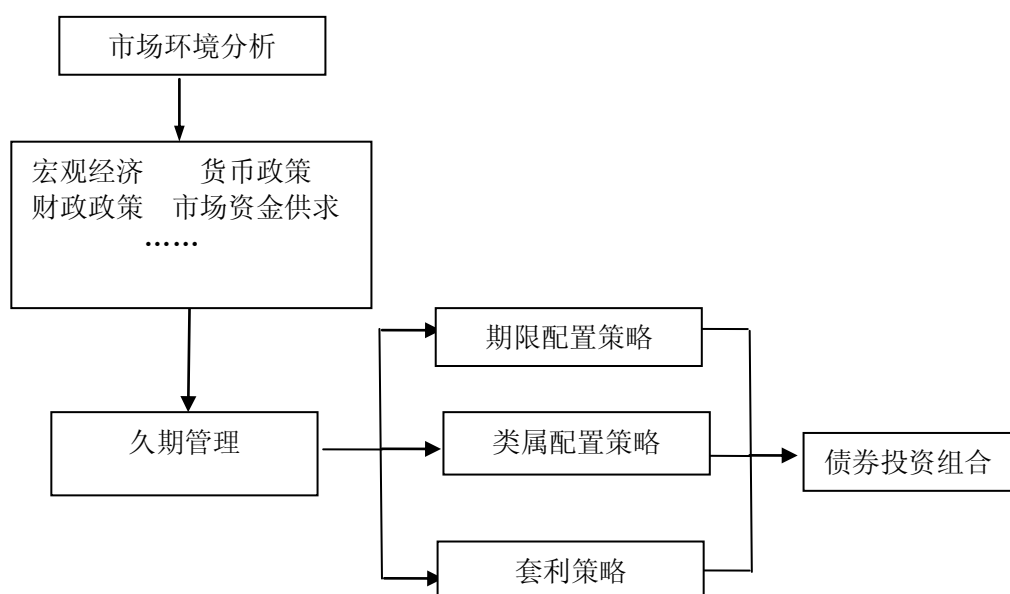 市场环境分析
宏观经济 货币政策
财政政策 市场资金供求
……
期限配置策略
久期管理
类属配置策略
债券投资组合
套利策略